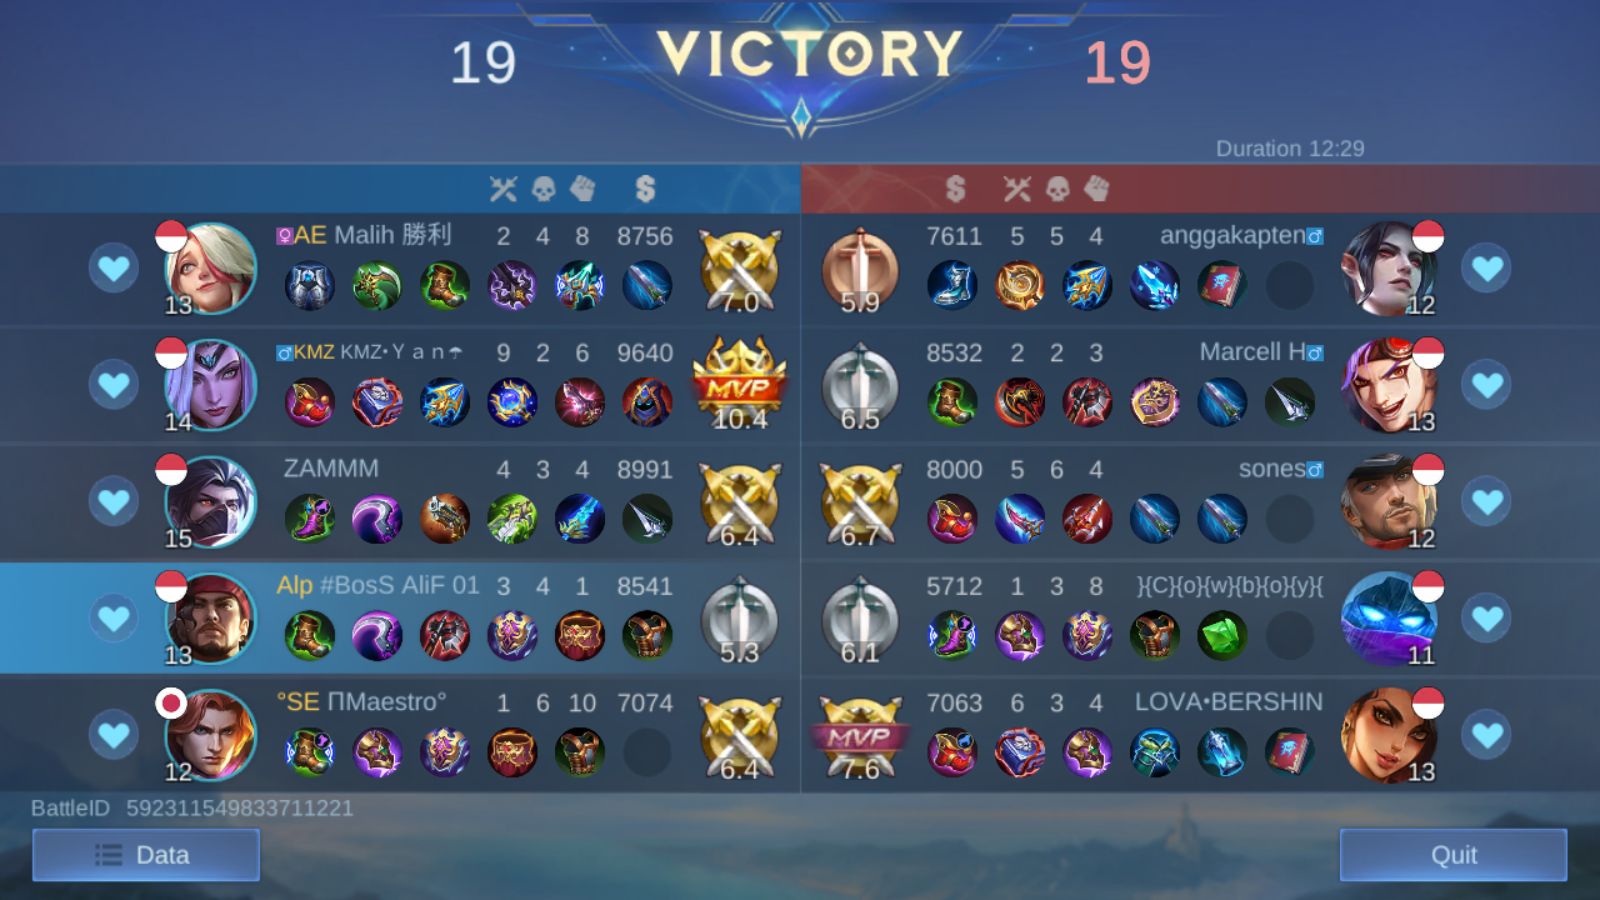 19 VICTORY 19
Duration 12:29
AE Malih 勝利 2 4 8 8756
13 7.0
7611 5 5 4 anggakapten
5.9 12
KMZ KMZ•Y a n☂ 9 2 6 9640
MVP
14 10.4
8532 2 2 3 Marcell H
6.5 13
ZAMMM 4 3 4 8991
15 6.4
8000 5 6 4 sones
6.7 12
Alp #BosS AliF 01 3 4 1 8541
13 5.3
5712 1 3 8 }{C}{o}{w}{b}{o}{y}{
6.1 11
°SE ΠMaestro° 1 6 10 7074
12 6.4
7063 6 3 4 LOVA•BERSHIN
MVP
7.6 13
BattleID 592311549833711221
Data
Quit